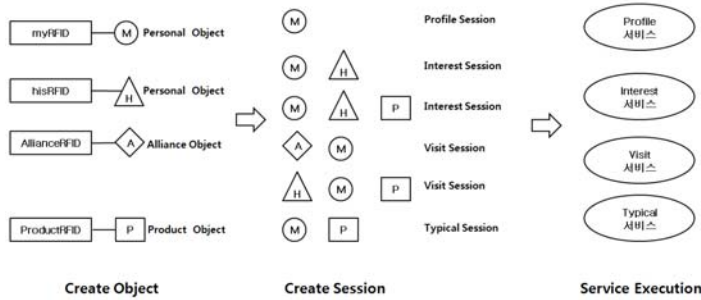 myRFID M Personal Object
hisRFID H Personal Object
AllianceRFID A Alliance Object
ProductRFID P Product Object
Create Object
M Profile Session
M H Interest Session
M H P Interest Session
A M Visit Session
H M P Visit Session
M P Typical Session
Create Session
Profile
서비스
Interest
서비스
Visit
서비스
Typical
서비스
Service Execution